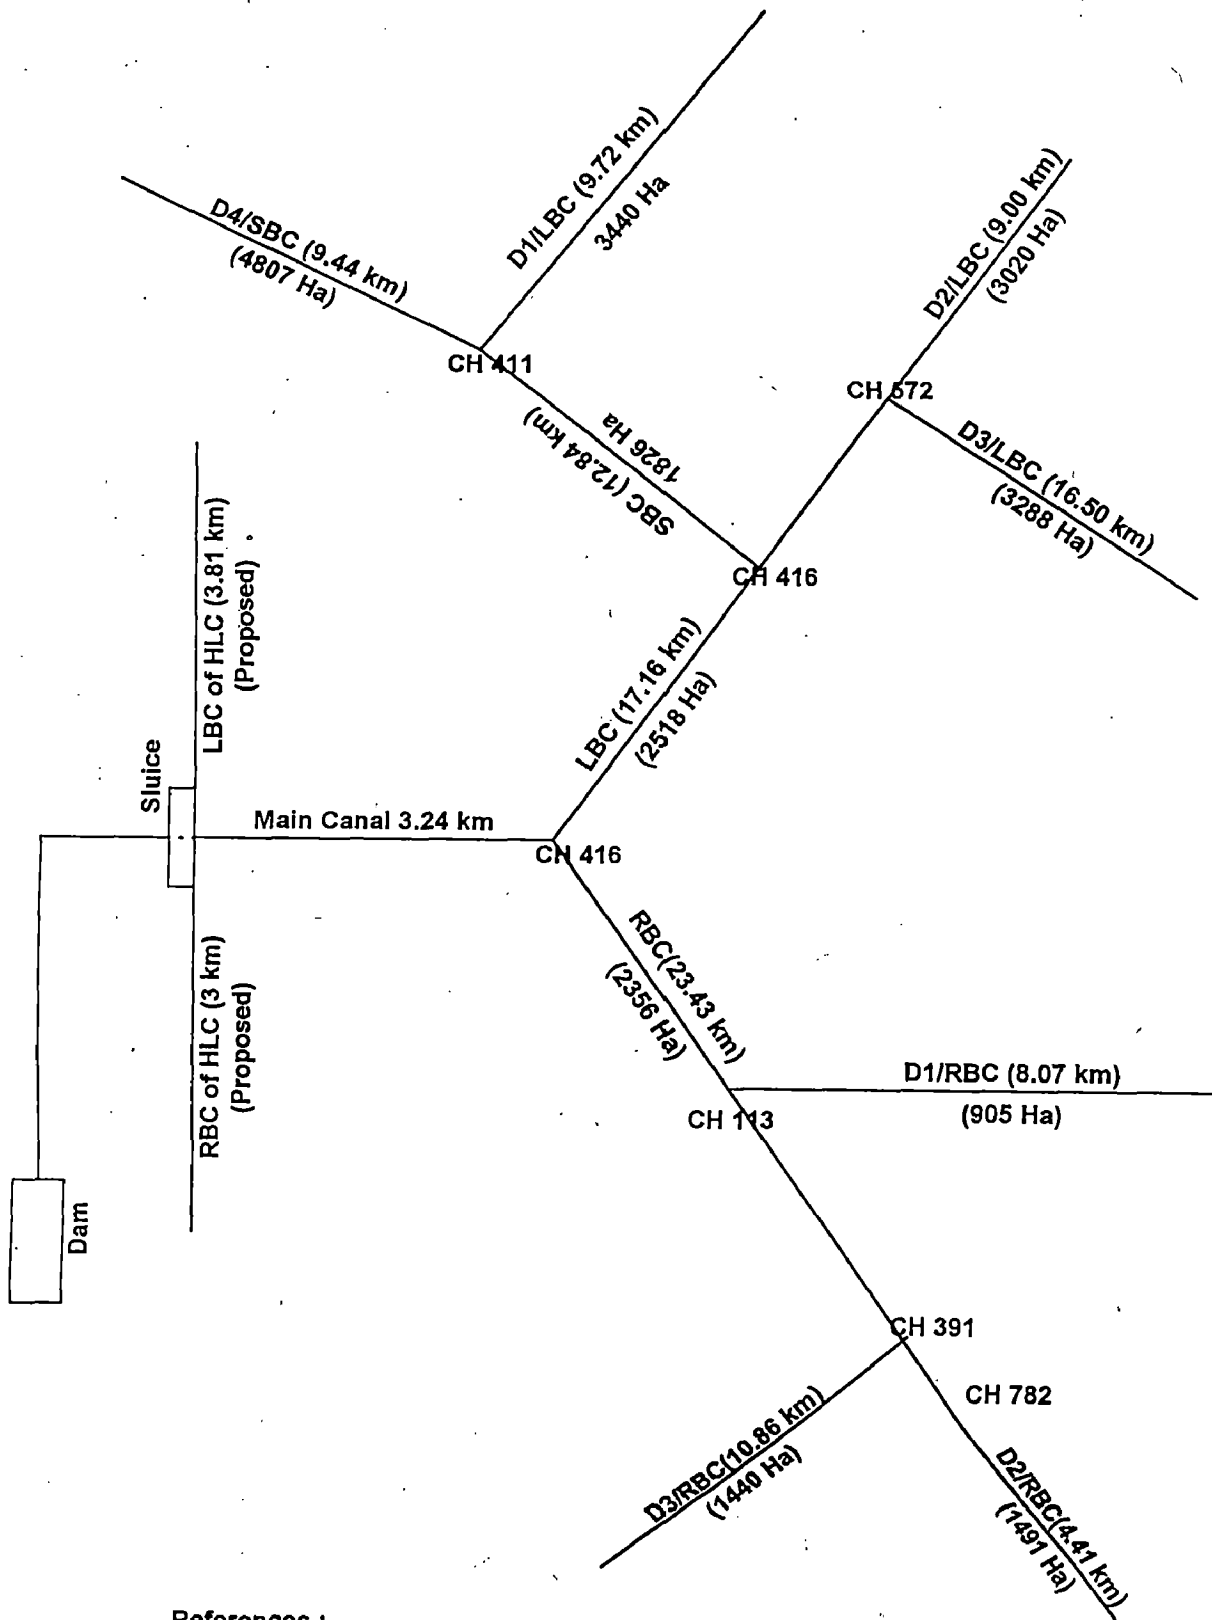 D1/LBC (9.72 km)
3440 Ha
D4/SBC (9.44 km)
(4807 Ha)
D2/LBC (9.00 km)
(3020 Ha)
CH 411
CH 572
SBC (12.84 km)
1826 Ha
D3/LBC (16.50 km)
(3288 Ha)
CH 416
LBC of HLC (3.81 km)
(Proposed)
LBC (17.16 km)
(2518 Ha)
Sluice
Main Canal 3.24 km
CH 416
RBC(23.43 km)
(2356 Ha)
RBC of HLC (3 km)
(Proposed)
D1/RBC (8.07 km)
(905 Ha)
CH 113
Dam
CH 391
CH 782
D3/RBC(10.86 km)
(1440 Ha)
D2/RBC(4.41 km)
(1491 Ha)
References :